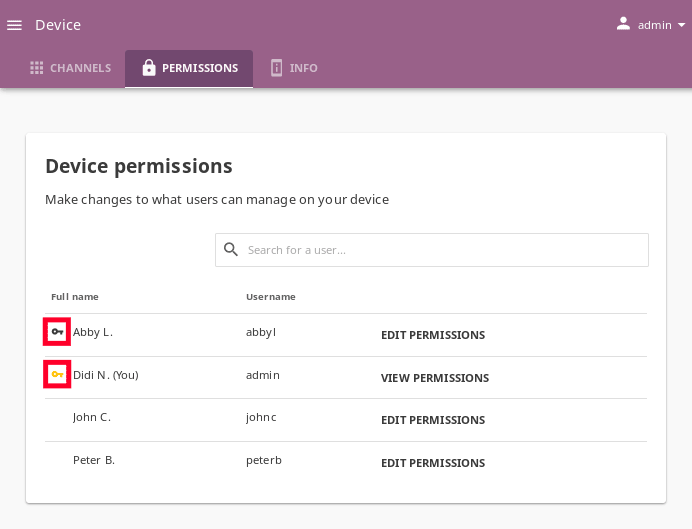 Device
admin
CHANNELS PERMISSIONS INFO
Device permissions
Make changes to what users can manage on your device
Search for a user...
Full name Username
Abby L. abbyl EDIT PERMISSIONS
Didi N. (You) admin VIEW PERMISSIONS
John C. johnc EDIT PERMISSIONS
Peter B. peterb EDIT PERMISSIONS